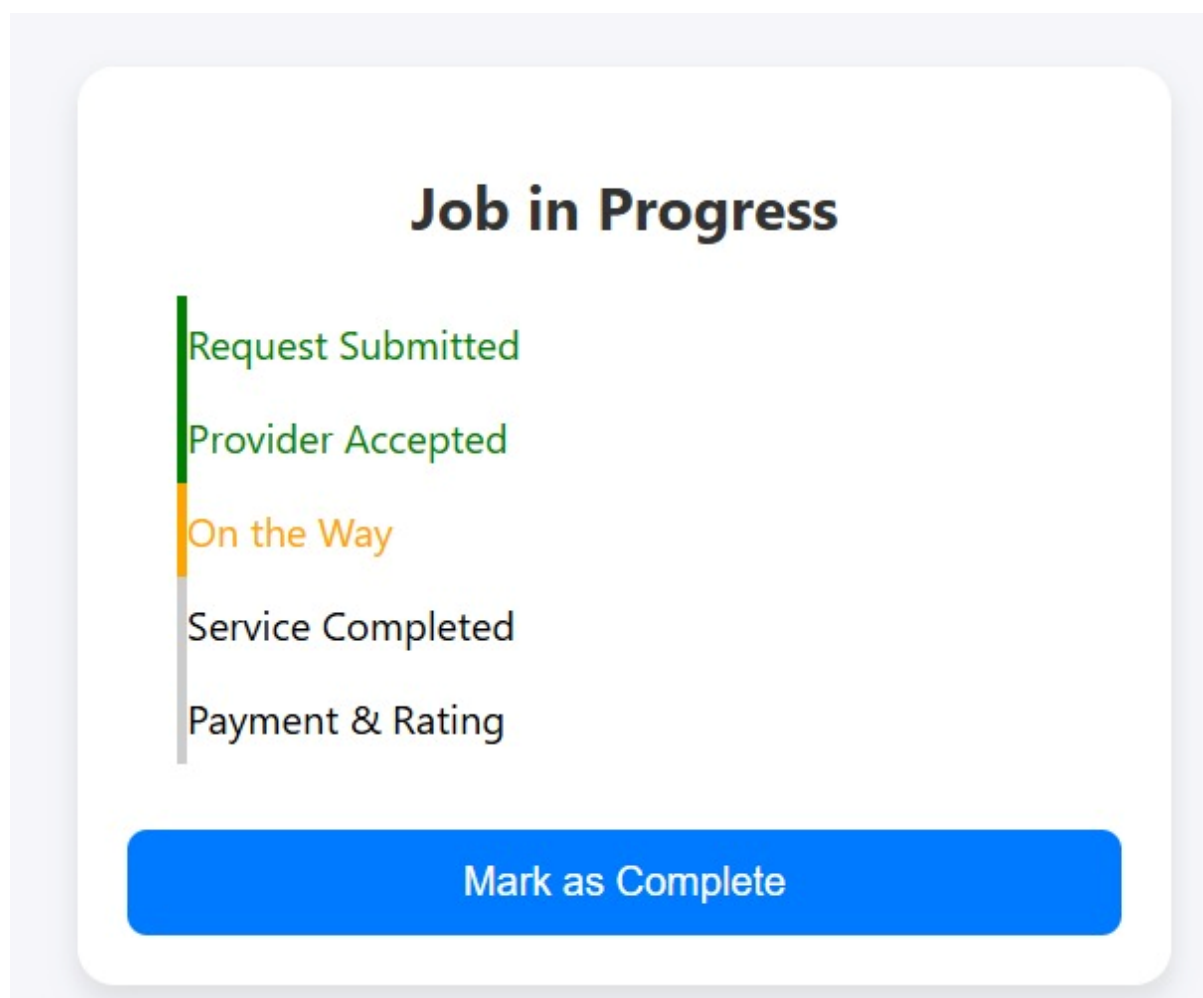 Job in Progress
Request Submitted
Provider Accepted
On the Way
Service Completed
Payment & Rating
Mark as Complete